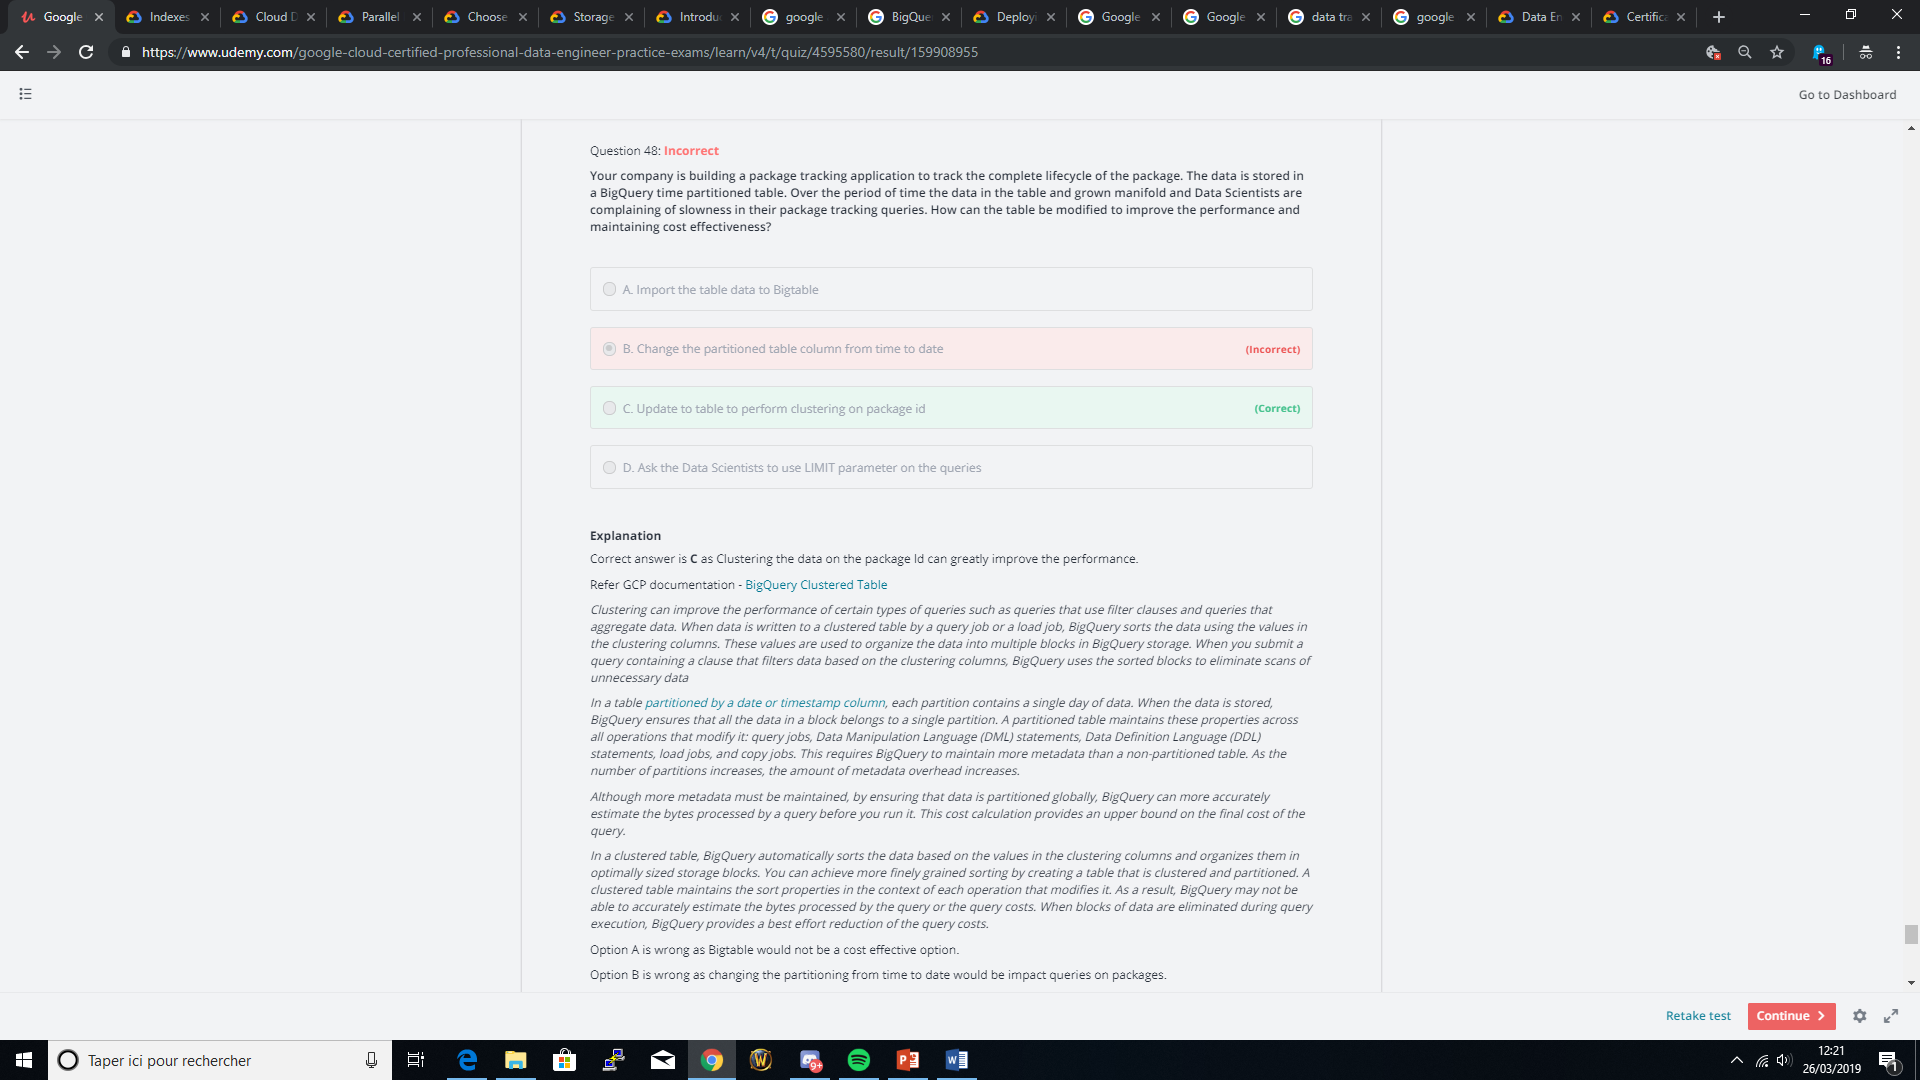 Google
Indexes
Cloud D
Parallel
Choose
Storage
Introdu
google
BigQue
Deployi
Google
Google
data tra
google
Data En
Certifica
https://www.udemy.com/google-cloud-certified-professional-data-engineer-practice-exams/learn/v4/t/quiz/4595580/result/159908955
16
Go to Dashboard
Question 48: Incorrect
Your company is building a package tracking application to track the complete lifecycle of the package. The data is stored in
a BigQuery time partitioned table. Over the period of time the data in the table and grown manifold and Data Scientists are
complaining of slowness in their package tracking queries. How can the table be modified to improve the performance and
maintaining cost effectiveness?
A. Import the table data to Bigtable
B. Change the partitioned table column from time to date (Incorrect)
C. Update to table to perform clustering on package id (Correct)
D. Ask the Data Scientists to use LIMIT parameter on the queries
Explanation
Correct answer is C as Clustering the data on the package Id can greatly improve the performance.
Refer GCP documentation - BigQuery Clustered Table
Clustering can improve the performance of certain types of queries such as queries that use filter clauses and queries that
aggregate data. When data is written to a clustered table by a query job or a load job, BigQuery sorts the data using the values in
the clustering columns. These values are used to organize the data into multiple blocks in BigQuery storage. When you submit a
query containing a clause that filters data based on the clustering columns, BigQuery uses the sorted blocks to eliminate scans of
unnecessary data
In a table partitioned by a date or timestamp column, each partition contains a single day of data. When the data is stored,
BigQuery ensures that all the data in a block belongs to a single partition. A partitioned table maintains these properties across
all operations that modify it: query jobs, Data Manipulation Language (DML) statements, Data Definition Language (DDL)
statements, load jobs, and copy jobs. This requires BigQuery to maintain more metadata than a non-partitioned table. As the
number of partitions increases, the amount of metadata overhead increases.
Although more metadata must be maintained, by ensuring that data is partitioned globally, BigQuery can more accurately
estimate the bytes processed by a query before you run it. This cost calculation provides an upper bound on the final cost of the
query.
In a clustered table, BigQuery automatically sorts the data based on the values in the clustering columns and organizes them in
optimally sized storage blocks. You can achieve more finely grained sorting by creating a table that is clustered and partitioned. A
clustered table maintains the sort properties in the context of each operation that modifies it. As a result, BigQuery may not be
able to accurately estimate the bytes processed by the query or the query costs. When blocks of data are eliminated during query
execution, BigQuery provides a best effort reduction of the query costs.
Option A is wrong as Bigtable would not be a cost effective option.
Option B is wrong as changing the partitioning from time to date would be impact queries on packages.
Retake test
Continue
Taper ici pour rechercher
9+
12:21
26/03/2019
1